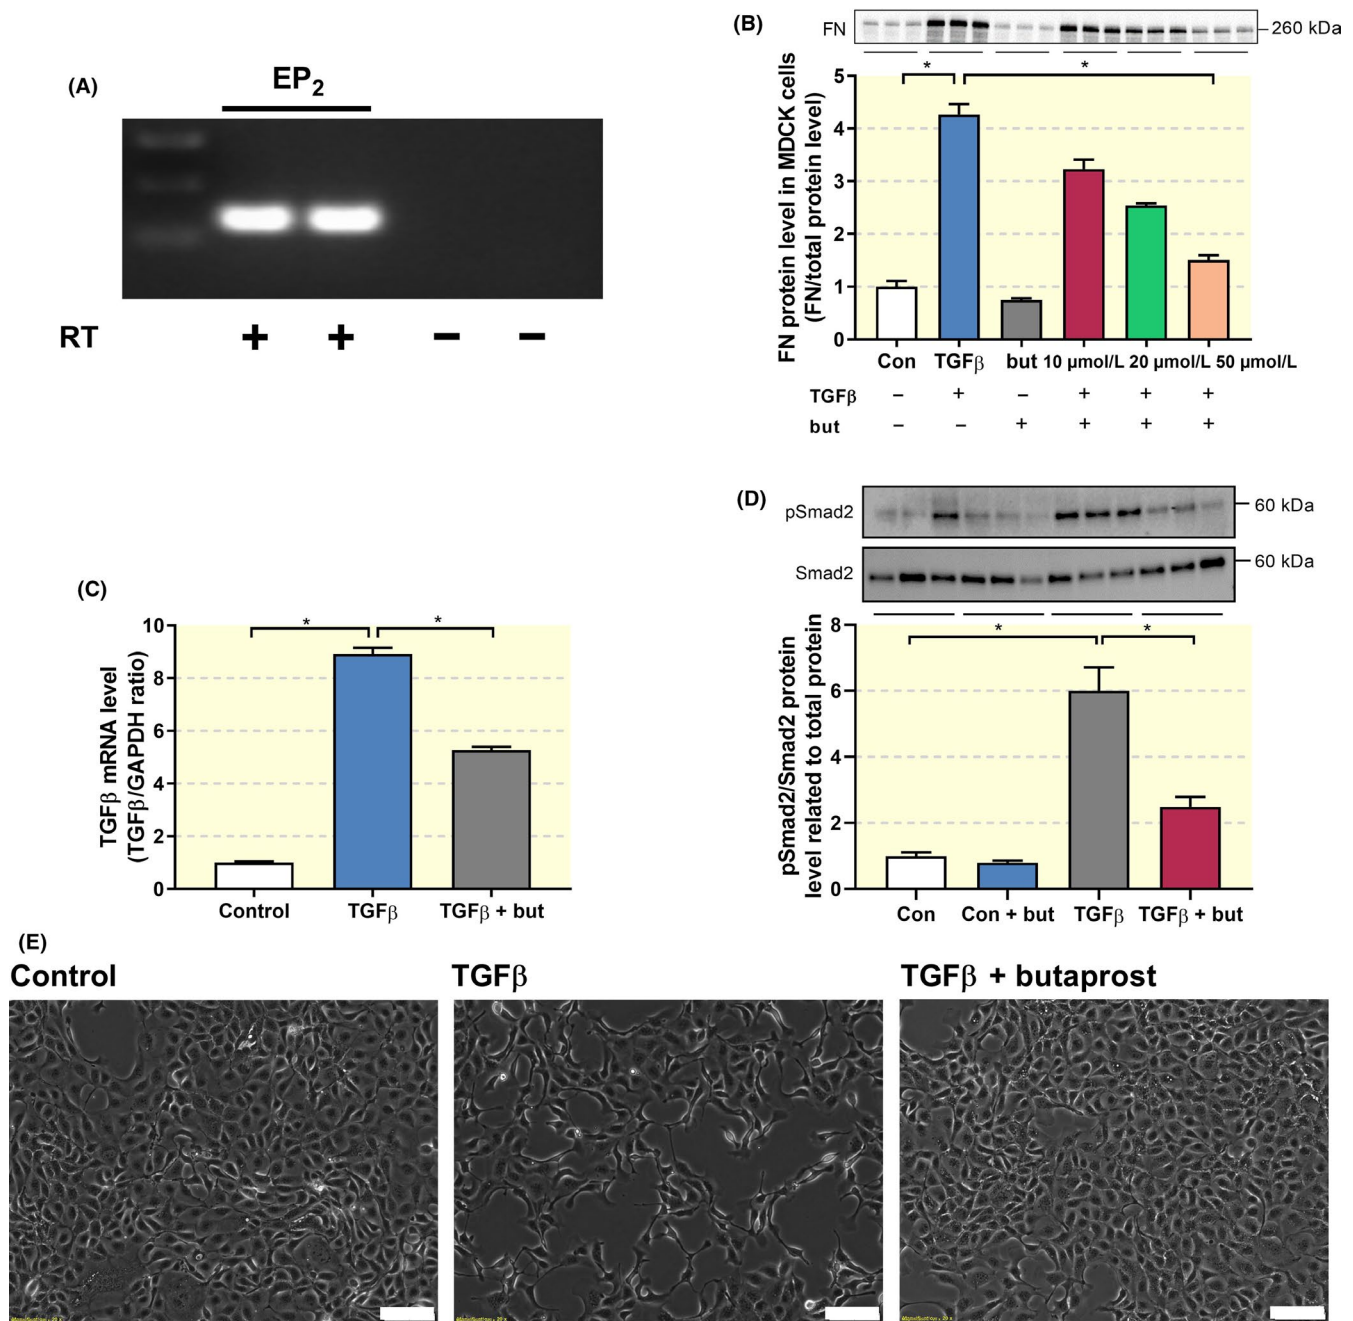 (A)
EP2
RT + + − −
(B)
FN
260 kDa
*
*
FN protein level in MDCK cells
(FN/total protein level)
5
4
3
2
1
0
Con TGFβ but 10 µmol/L 20 µmol/L 50 µmol/L
TGFβ − + − + + +
but − − + + + +
(C)
*
*
TGFβ mRNA level
(TGFβ/GAPDH ratio)
10
8
6
4
2
0
Control TGFβ TGFβ + but
(D)
pSmad2
60 kDa
Smad2
60 kDa
*
*
pSmad2/Smad2 protein
level related to total protein
8
6
4
2
0
Con Con + but TGFβ TGFβ + but
(E)
Control
TGFβ
TGFβ + butaprost